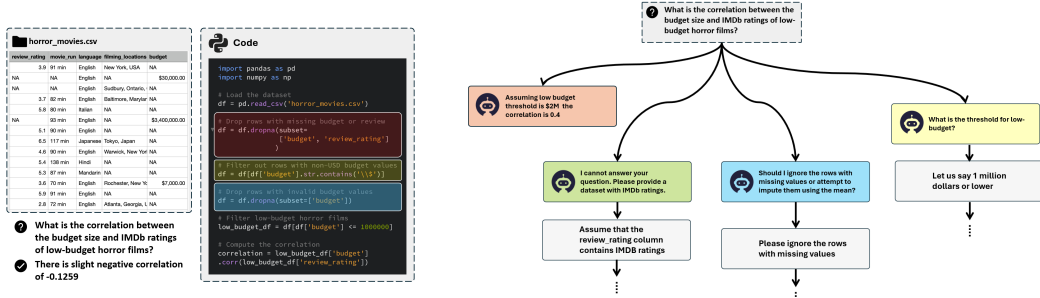 horror_movies.csv
review_rating movie_run language filming_locations budget
3.9 91 min English New York, USA NA
NA NA English NA $30,000.00
NA NA English Sudbury, Ontario, NA
3.7 82 min English Baltimore, Marylar NA
5.8 80 min Italian NA NA
NA 93 min English NA $3,400,000.00
5.1 90 min English NA NA
6.5 117 min Japanese Tokyo, Japan NA
4.6 90 min English Warwick, New Yor NA
5.4 138 min Hindi NA NA
5.3 87 min Mandarin NA NA
3.6 70 min English Rochester, New Yo $7,000.00
5.9 91 min English NA NA
2.8 72 min English Atlanta, Georgia, U NA
What is the correlation between
the budget size and IMDb ratings
of low-budget horror films?
There is slight negative correlation
of -0.1259
Code
import pandas as pd
import numpy as np
# Load the dataset
df = pd.read_csv('horror_movies.csv')
# Drop rows with missing budget or review
df = df.dropna(subset=
['budget', 'review_rating']
)
# Filter out rows with non-USD budget values
df = df[df['budget'].str.contains('\\$')]
# Drop rows with invalid budget values
df = df.dropna(subset=['budget'])
# Filter low-budget horror films
low_budget_df = df[df['budget'] <= 1000000]
# Compute the correlation
correlation = low_budget_df['budget']
.corr(low_budget_df['review_rating'])
What is the correlation between the
budget size and IMDb ratings of low-
budget horror films?
Assuming low budget
threshold is $2M the
correlation is 0.4
I cannot answer your
question. Please provide a
dataset with IMDb ratings.
Assume that the
review_rating column
contains IMDB ratings
Should I ignore the rows with
missing values or attempt to
impute them using the mean?
Please ignore the rows
with missing values
What is the threshold for low-
budget?
Let us say 1 million
dollars or lower